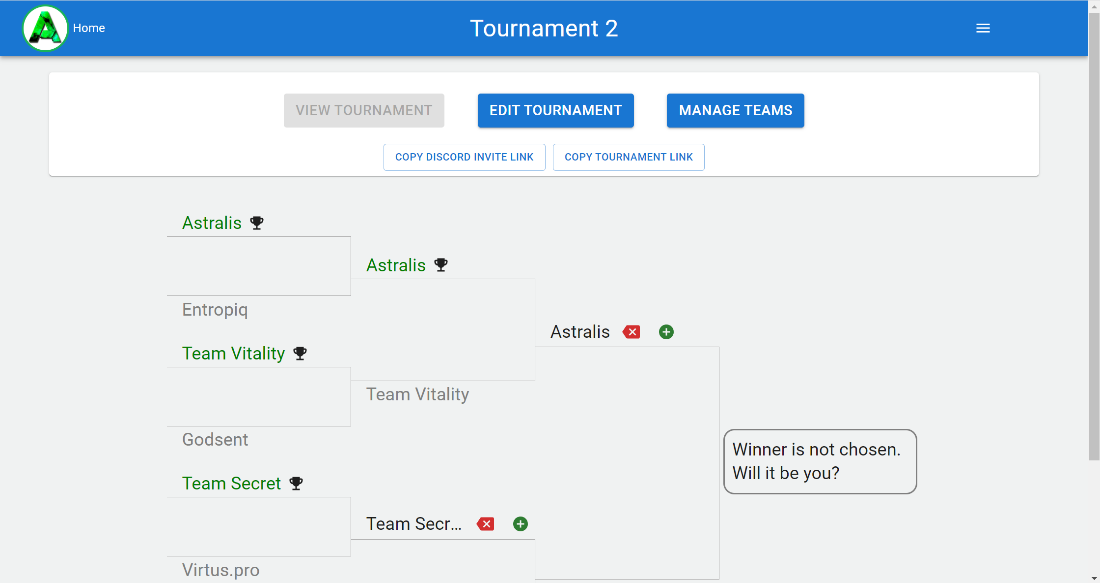 Home
Tournament 2
VIEW TOURNAMENT
EDIT TOURNAMENT
MANAGE TEAMS
COPY DISCORD INVITE LINK
COPY TOURNAMENT LINK
Astralis
Entropiq
Team Vitality
Godsent
Team Secret
Virtus.pro
Astralis
Team Vitality
Team Secr...
Astralis
Winner is not chosen.
Will it be you?